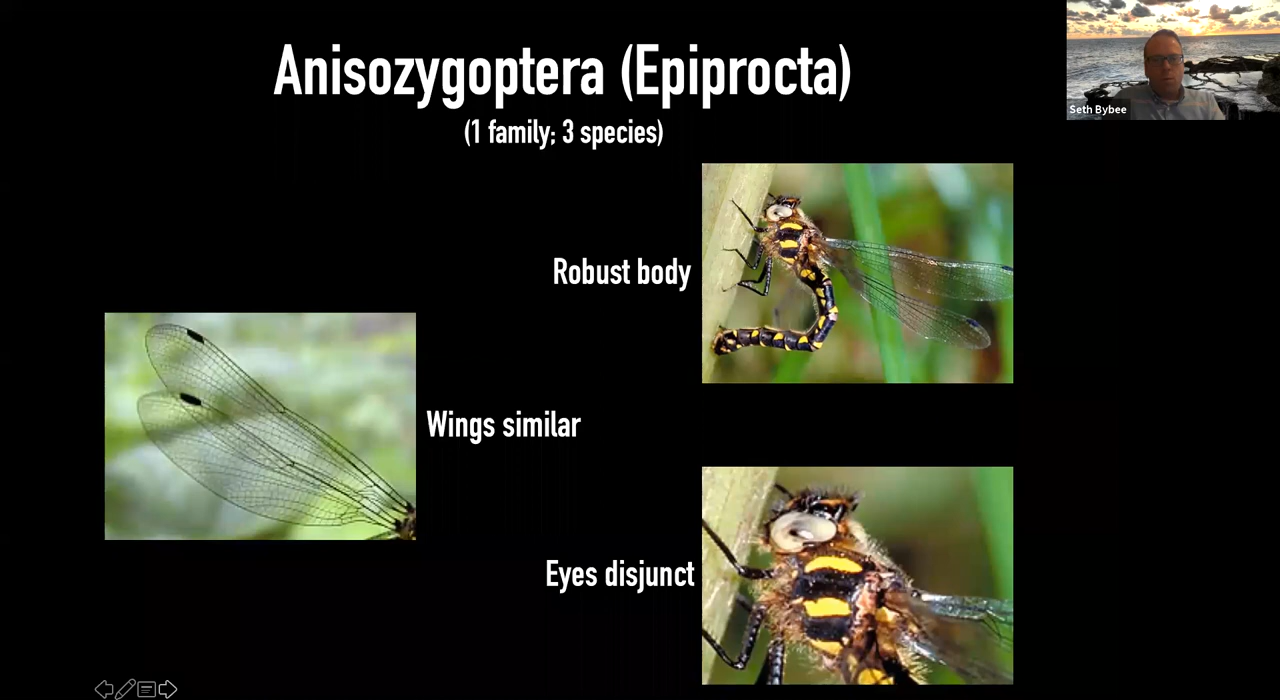 Anisozygoptera (Epiprocta)
(1 family; 3 species)
Seth Bybee
Robust body
Wings similar
Eyes disjunct